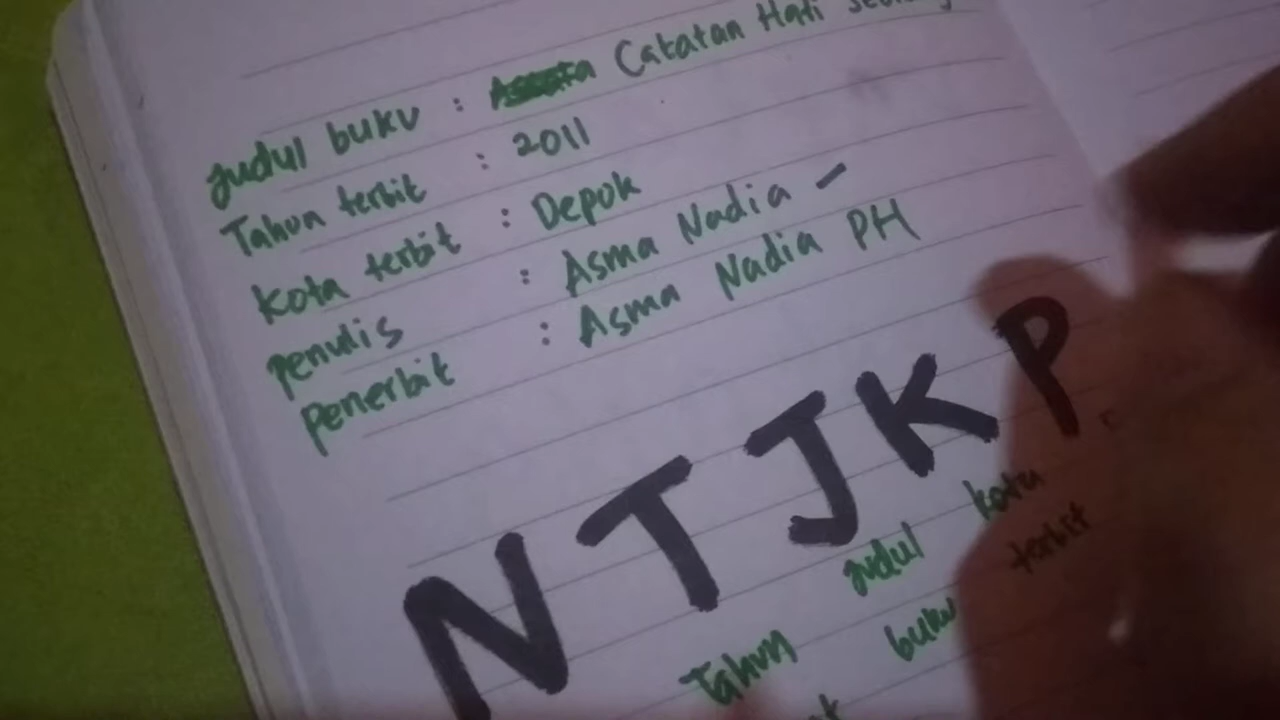 judul buku : Catatan Hati
Tahun terbit : 2011
Kota terbit : Depok
penulis : Asma Nadia -
penerbit : Asma Nadia PH
N T J K P
Tahun judul buku kota terbit